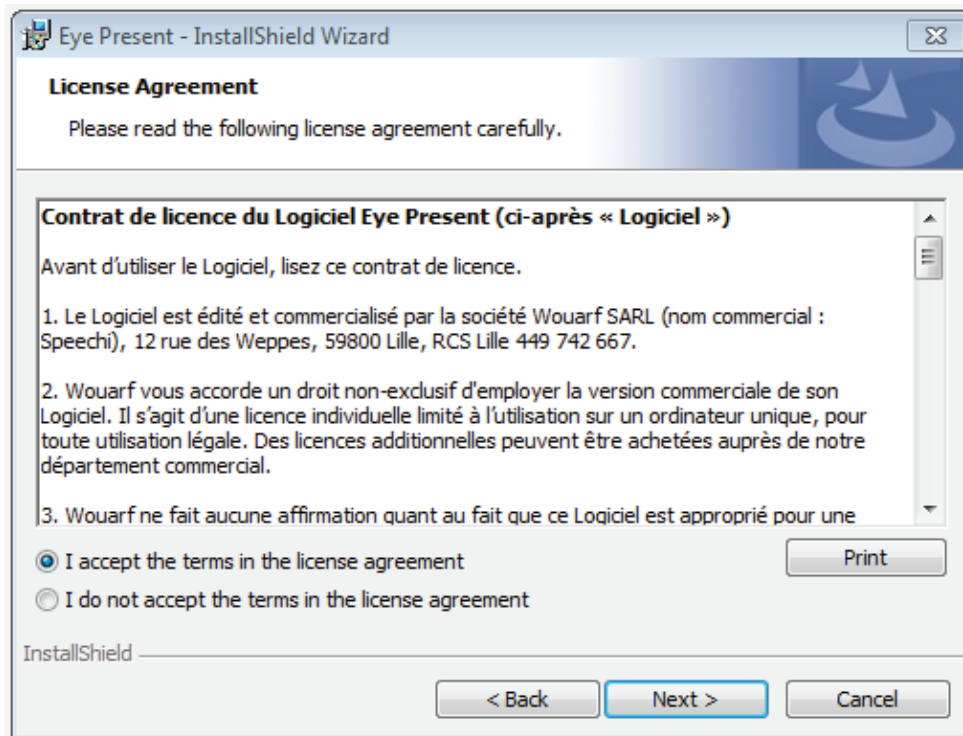 Eye Present - InstallShield Wizard
License Agreement
Please read the following license agreement carefully.
Contrat de licence du Logiciel Eye Present (ci-après « Logiciel »)
Avant d’utiliser le Logiciel, lisez ce contrat de licence.
1. Le Logiciel est édité et commercialisé par la société Wouarf SARL (nom commercial :
Speechi), 12 rue des Weppes, 59800 Lille, RCS Lille 449 742 667.
2. Wouarf vous accorde un droit non-exclusif d'employer la version commerciale de son
Logiciel. Il s’agit d’une licence individuelle limité à l’utilisation sur un ordinateur unique, pour
toute utilisation légale. Des licences additionnelles peuvent être achetées auprès de notre
département commercial.
3. Wouarf ne fait aucune affirmation quant au fait que ce Logiciel est approprié pour une
I accept the terms in the license agreement
Print
I do not accept the terms in the license agreement
InstallShield
< Back
Next >
Cancel